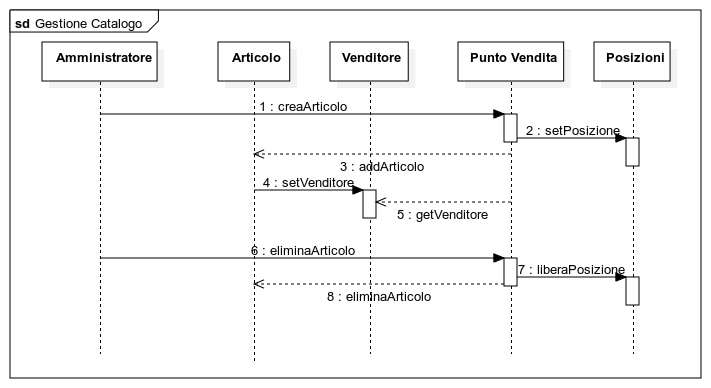 sd Gestione Catalogo
Amministratore
Articolo
Venditore
Punto Vendita
Posizioni
1 : creaArticolo
2 : setPosizione
3 : addArticolo
4 : setVenditore
5 : getVenditore
6 : eliminaArticolo
7 : liberaPosizione
8 : eliminaArticolo